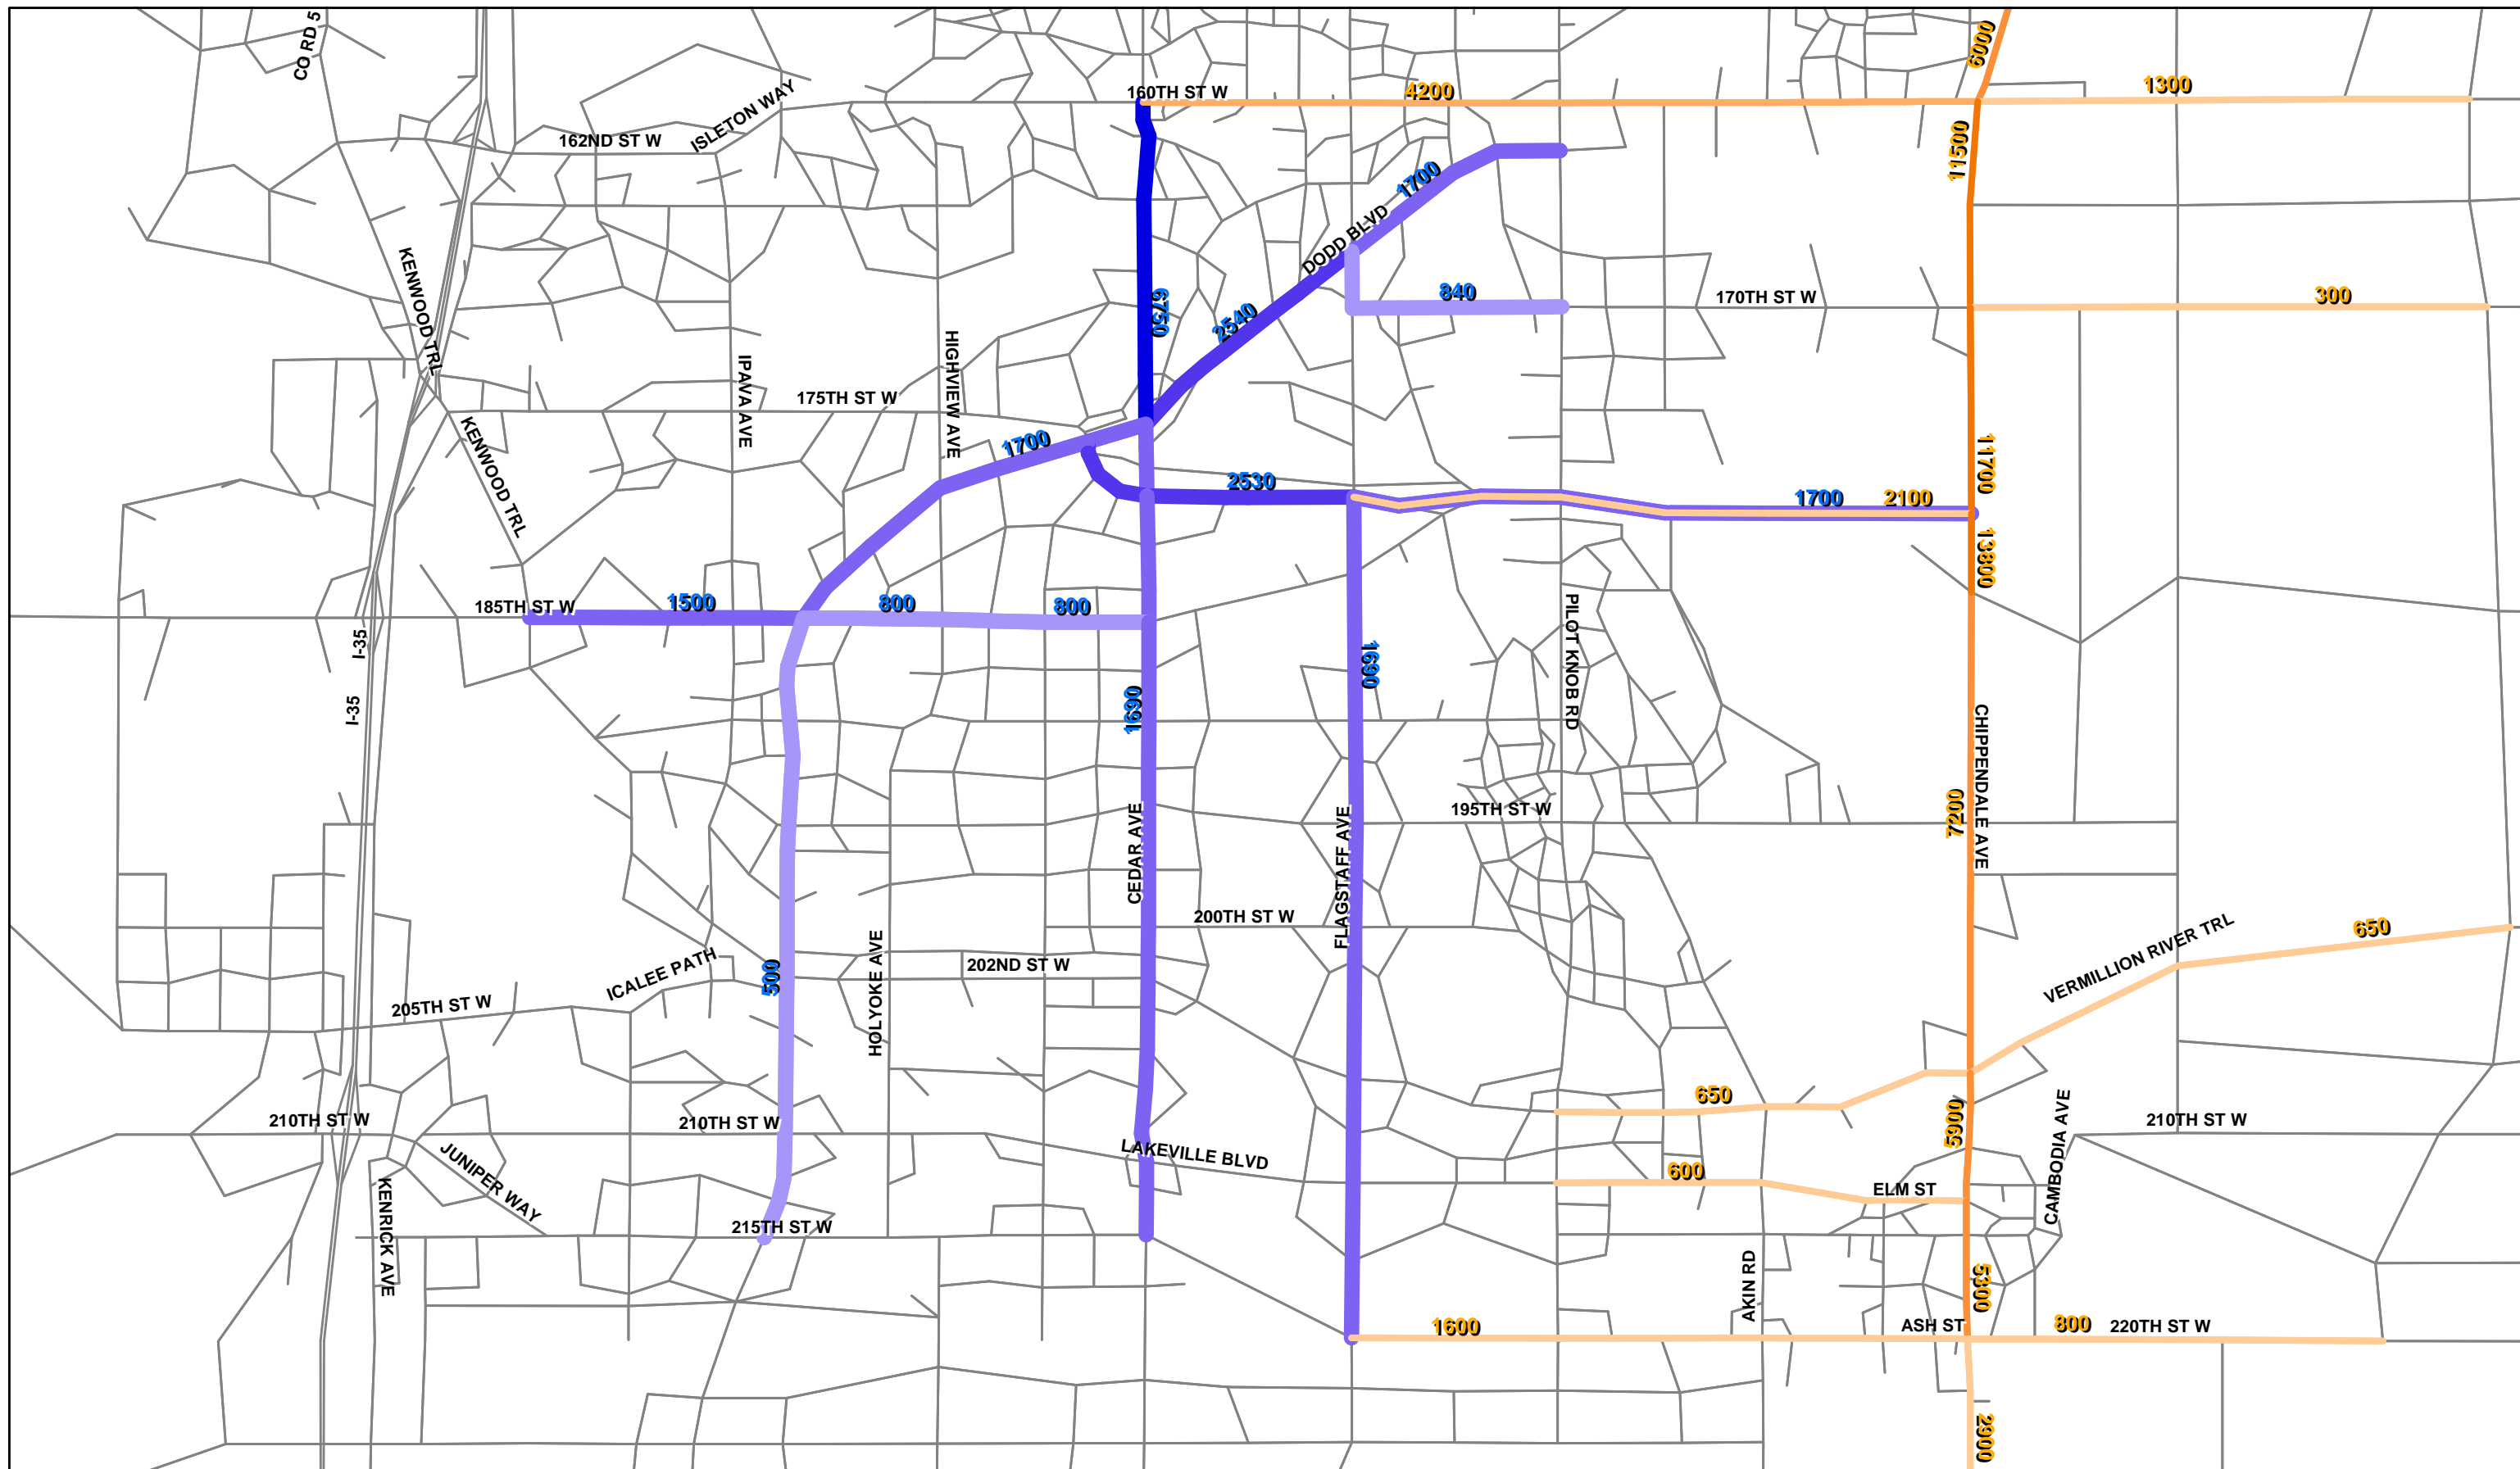 CO RD 5
6000
160TH ST W
4200
1300
ISLETON WAY
162ND ST W
11500
1700
DODD BLVD
KENWOOD TRL
6750
2540
840
170TH ST W
300
IPAVA AVE
HIGHVIEW AVE
175TH ST W
KENWOOD TRL
1700
11700
2530
1700
2100
13800
185TH ST W
1500
800
800
I-35
PILOT KNOB RD
1690
1690
I-35
CHIPPENDALE AVE
7200
195TH ST W
CEDAR AVE
FLAGSTAFF AVE
200TH ST W
650
VERMILLION RIVER TRL
HOLYOKE AVE
202ND ST W
500
ICALEE PATH
205TH ST W
650
5900
210TH ST W
210TH ST W
210TH ST W
CAMBODIA AVE
LAKEVILLE BLVD
JUNIPER WAY
600
ELM ST
KENRICK AVE
215TH ST W
AKIN RD
5300
1600
ASH ST
800
220TH ST W
2900